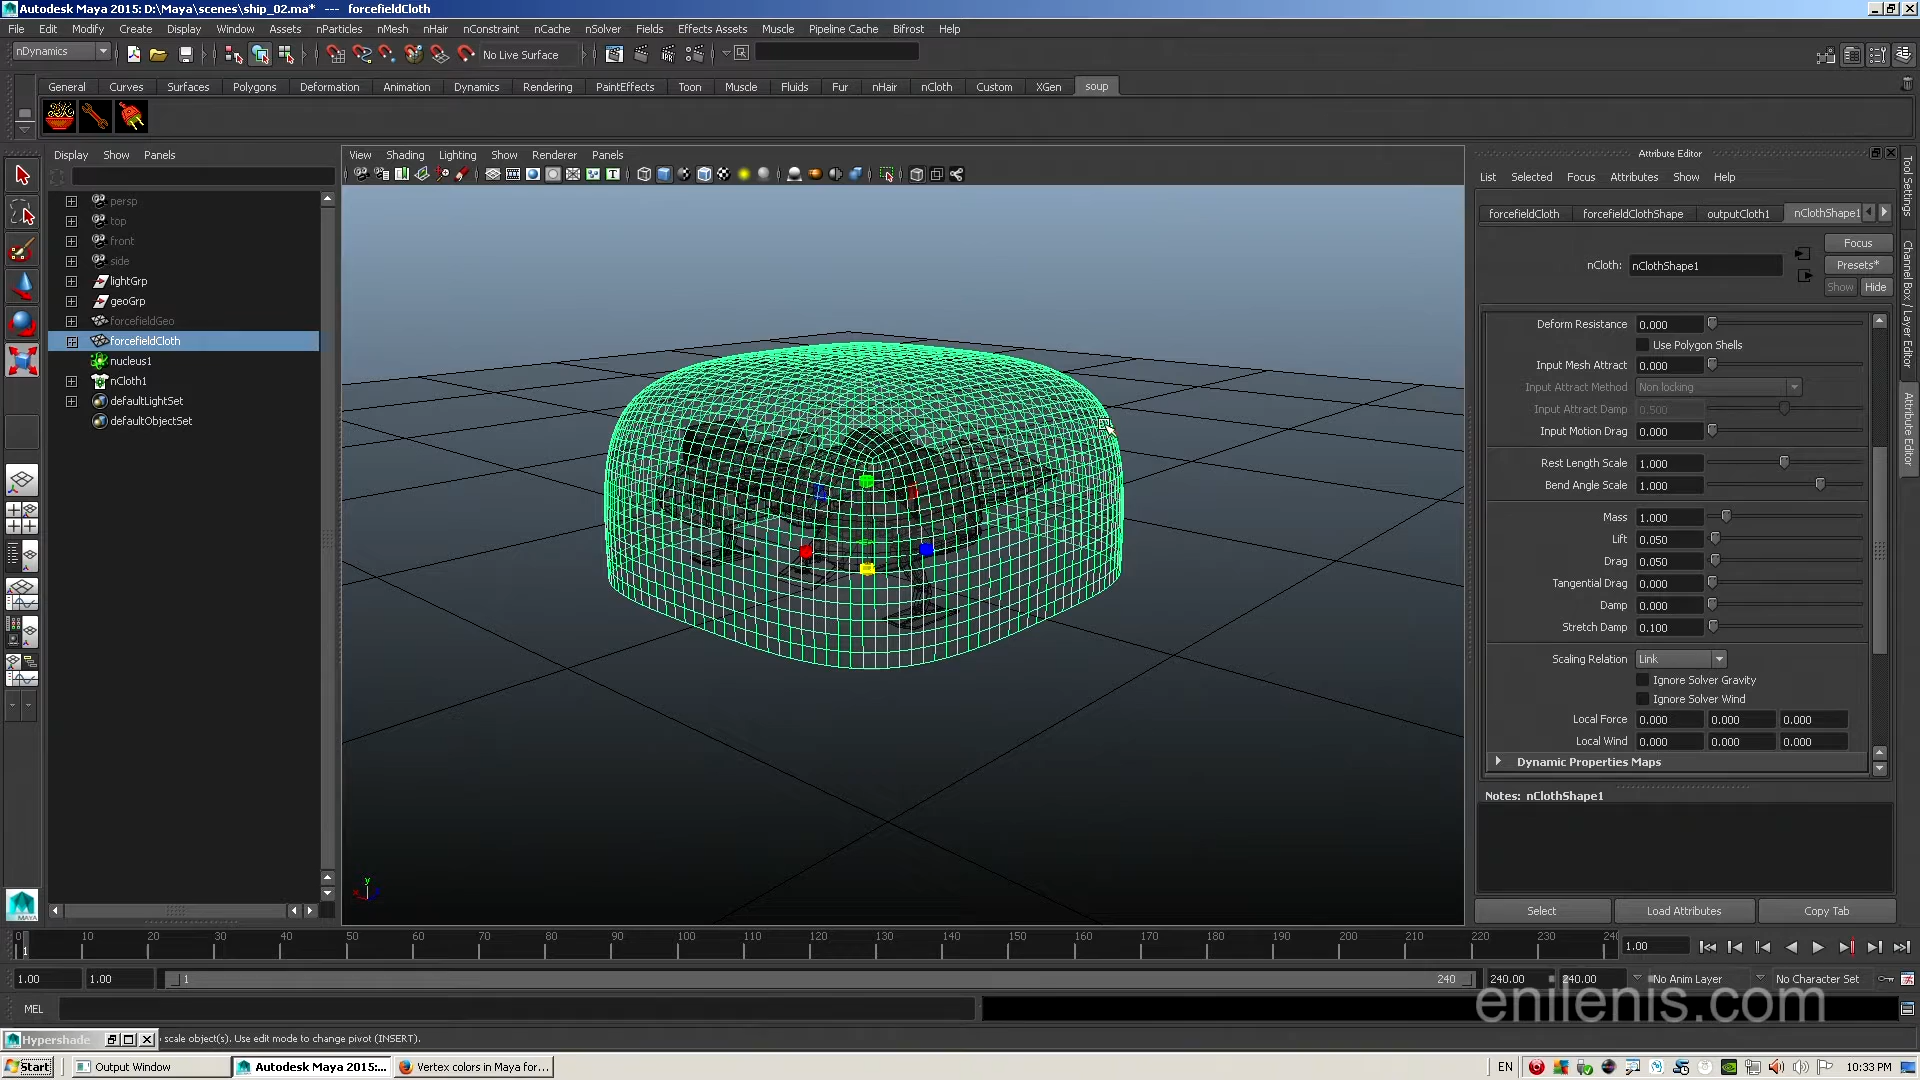 Autodesk Maya 2015: D:\Maya\scenes\ship_02.ma* --- forcefieldCloth
File Edit Modify Create Display Window Assets nParticles nMesh nHair nConstraint nCache nSolver Fields Effects Assets Muscle Pipeline Cache Bifrost Help
nDynamics No Live Surface
General Curves Surfaces Polygons Deformation Animation Dynamics Rendering PaintEffects Toon Muscle Fluids Fur nHair nCloth Custom XGen soup
Display Show Panels
persp
top
front
side
lightGrp
geoGrp
forcefieldGeo
forcefieldCloth
nucleus1
nCloth1
defaultLightSet
defaultObjectSet
View Shading Lighting Show Renderer Panels
y
Attribute Editor
List Selected Focus Attributes Show Help
forcefieldCloth forcefieldClothShape outputCloth1 nClothShape1
Focus
nCloth: nClothShape1 Presets*
Show Hide
Deform Resistance 0.000
Use Polygon Shells
Input Mesh Attract 0.000
Input Attract Method Non locking
Input Attract Damp 0.500
Input Motion Drag 0.000
Rest Length Scale 1.000
Bend Angle Scale 1.000
Mass 1.000
Lift 0.050
Drag 0.050
Tangential Drag 0.000
Damp 0.000
Stretch Damp 0.100
Scaling Relation Link
Ignore Solver Gravity
Ignore Solver Wind
Local Force 0.000 0.000 0.000
Local Wind 0.000 0.000 0.000
Dynamic Properties Maps
Notes: nClothShape1
Select Load Attributes Copy Tab
Tool Settings
Channel Box / Layer Editor
Attribute Editor
MAYA
0 10 20 30 40 50 60 70 80 90 100 110 120 130 140 150 160 170 180 190 200 210 220 230 24
1 1.00
1.00 1.00 1 240 240.00 240.00 No Anim Layer No Character Set
MEL
enilenis.com
Hypershade scale object(s). Use edit mode to change pivot (INSERT).
Start Output Window Autodesk Maya 2015:... Vertex colors in Maya for... EN 10:33 PM